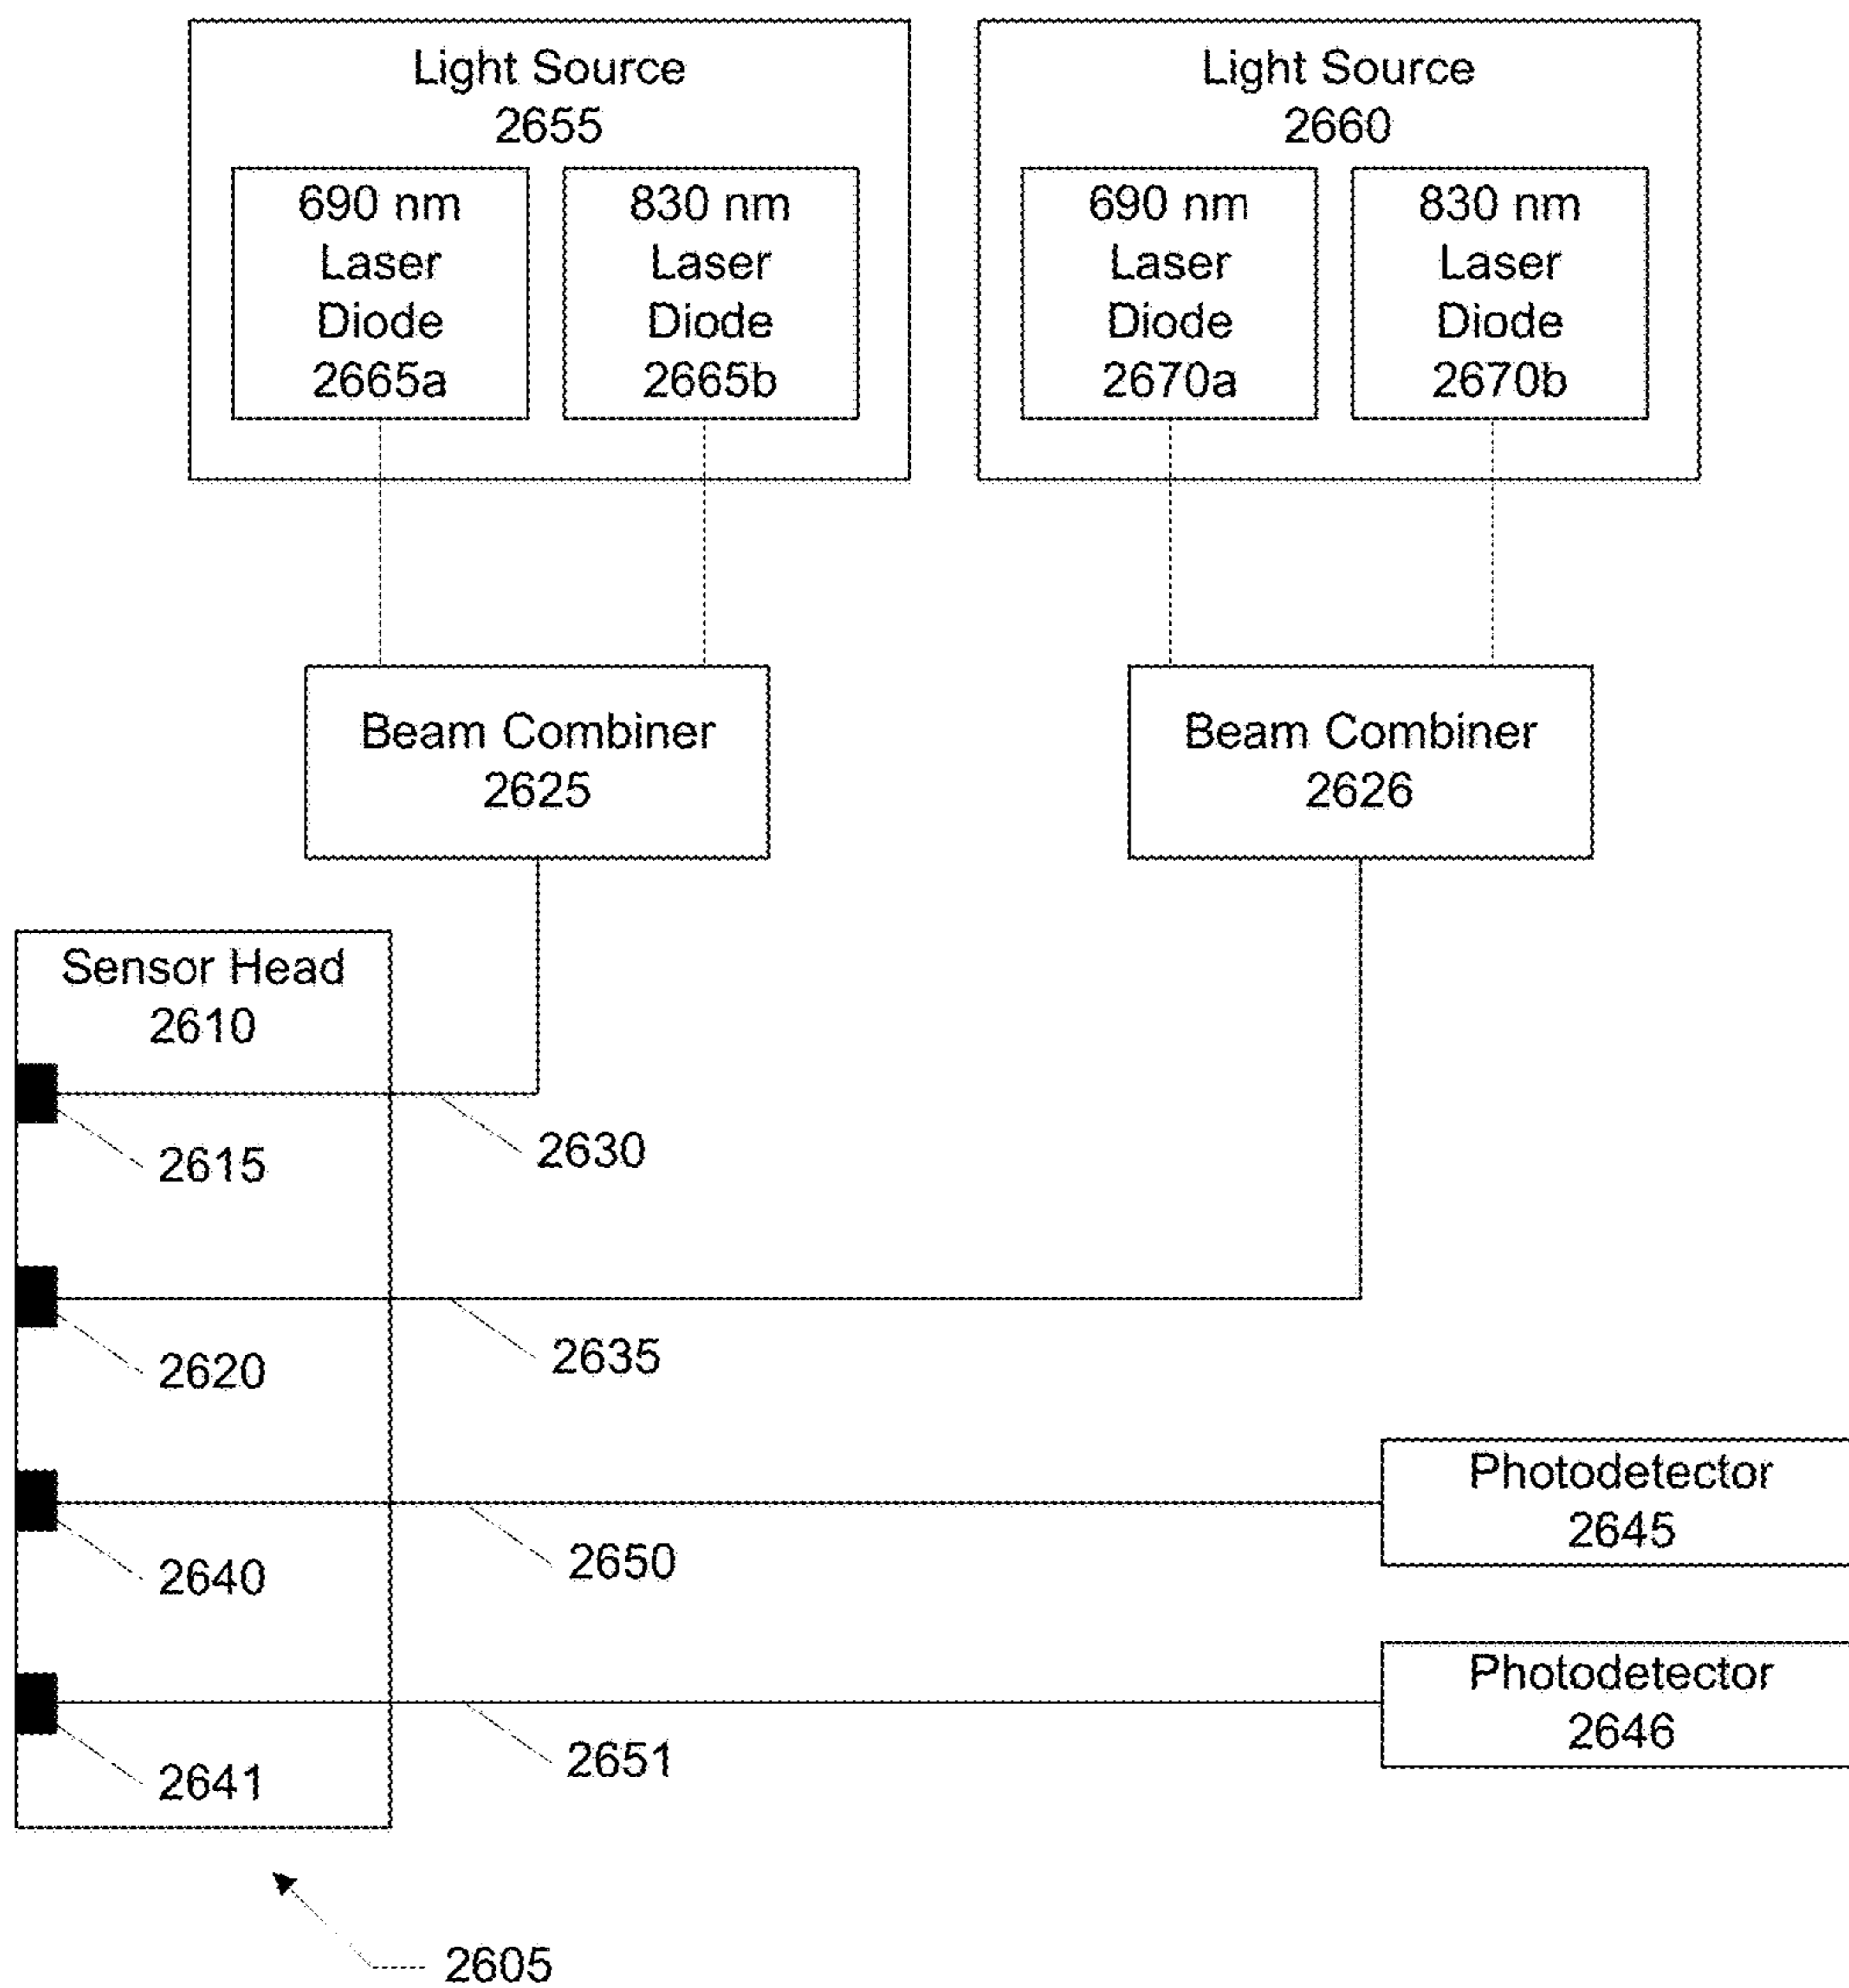 Light Source
2655
690 nm
Laser
Diode
2665a
830 nm
Laser
Diode
2665b
Light Source
2660
690 nm
Laser
Diode
2670a
830 nm
Laser
Diode
2670b
Beam Combiner
2625
Beam Combiner
2626
Sensor Head
2610
2615
2630
2620
2635
2640
2650
Photodetector
2645
2641
2651
Photodetector
2646
2605